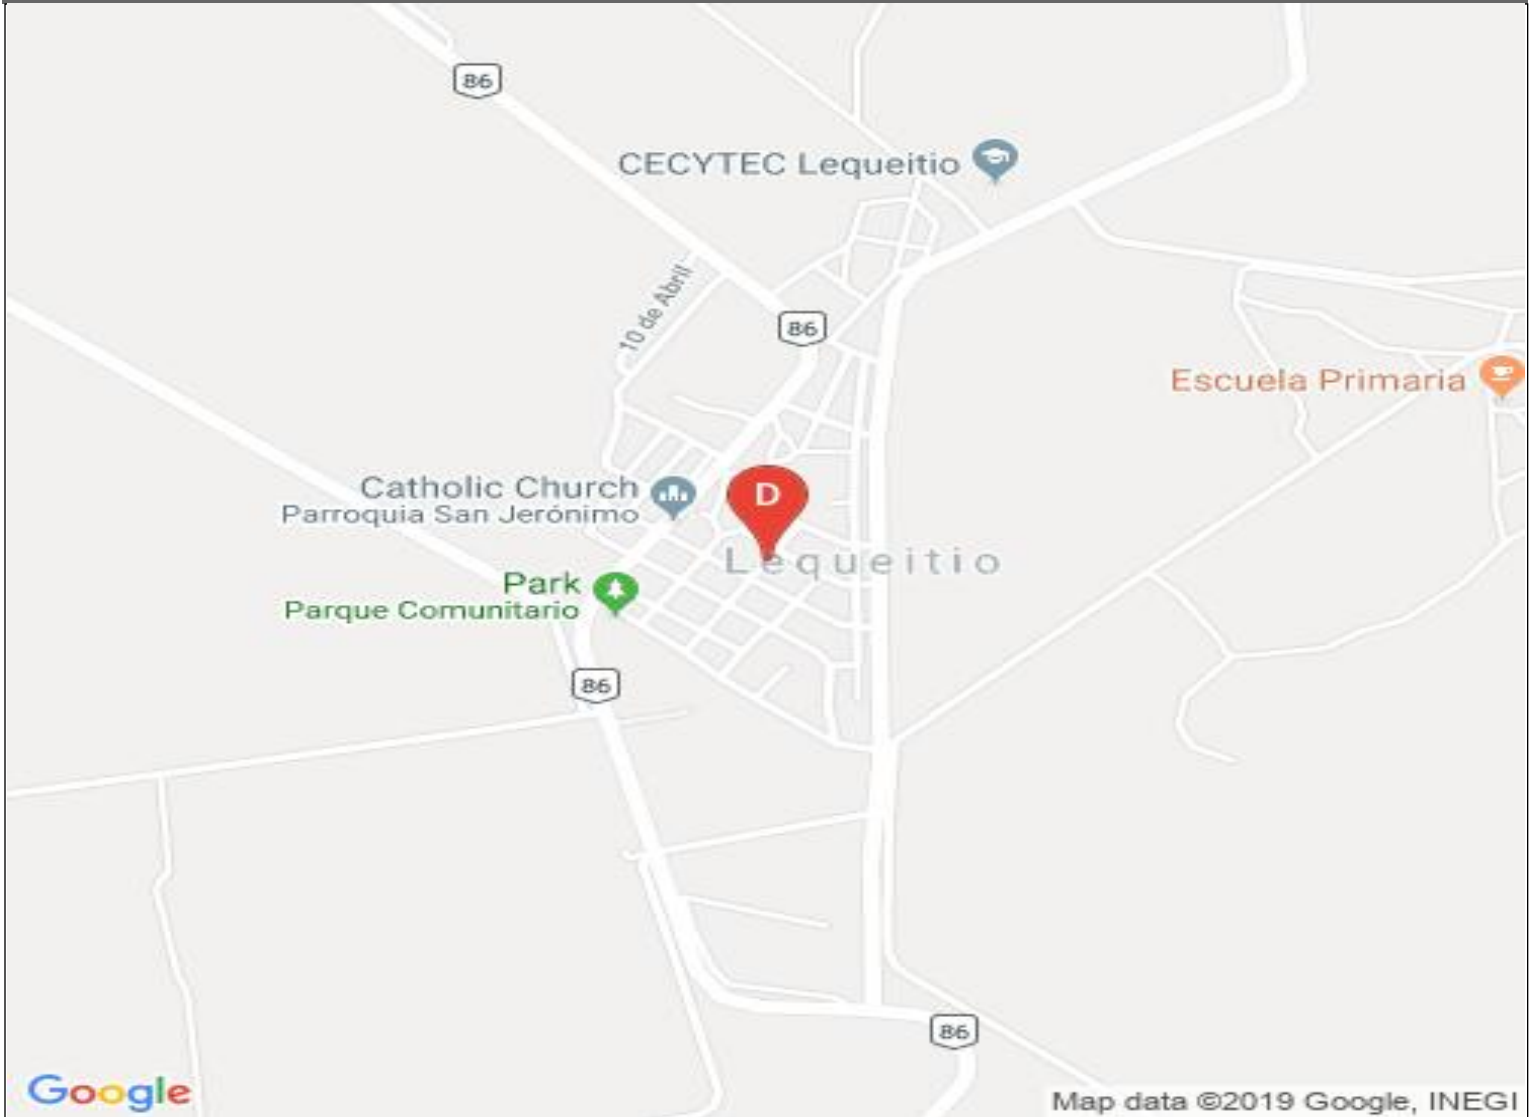 86
CECYTEC Lequeitio
10 de Abril
86
Escuela Primaria
Catholic Church
Parroquia San Jerónimo
D
Lequeitio
Park
Parque Comunitario
86
86
Google
Map data ©2019 Google, INEGI